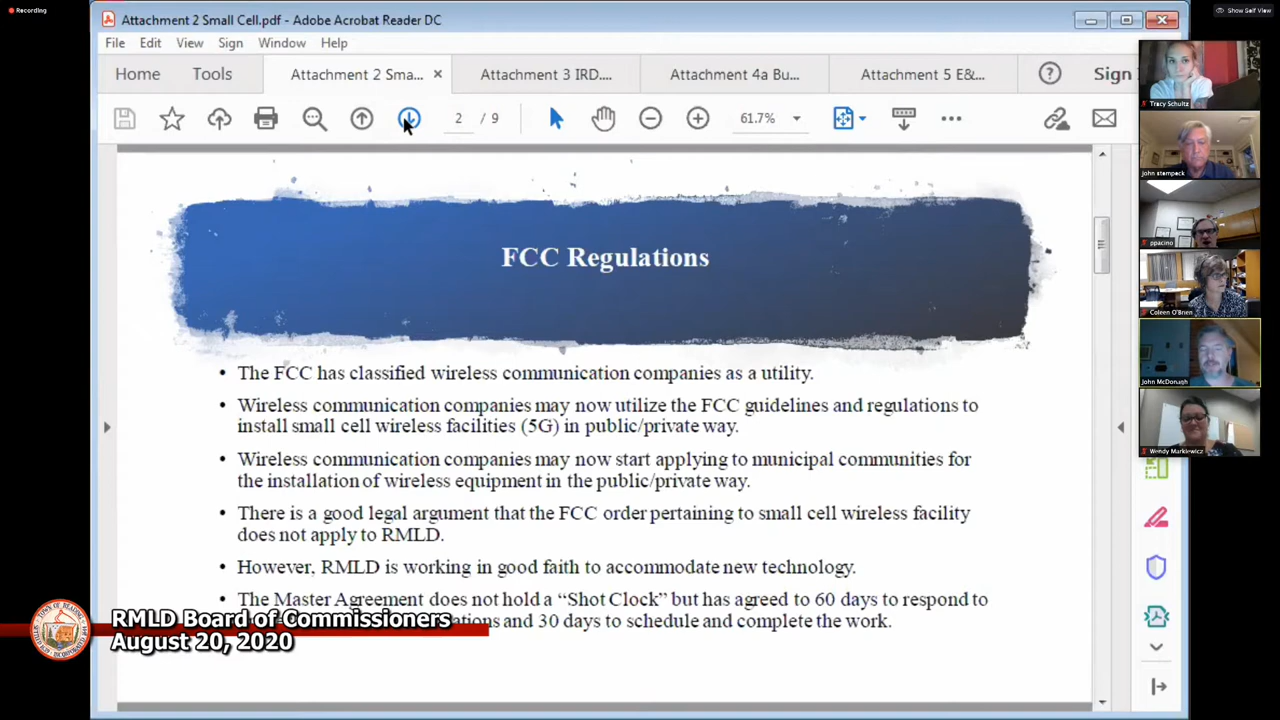 Recording
Show Self View
Attachment 2 Small Cell.pdf - Adobe Acrobat Reader DC
File Edit View Sign Window Help
Home Tools Attachment 2 Sma... × Attachment 3 IRD.... Attachment 4a Bu... Attachment 5 E&... ? Sign
2 / 9 61.7%
FCC Regulations
• The FCC has classified wireless communication companies as a utility.
• Wireless communication companies may now utilize the FCC guidelines and regulations to
install small cell wireless facilities (5G) in public/private way.
• Wireless communication companies may now start applying to municipal communities for
the installation of wireless equipment in the public/private way.
• There is a good legal argument that the FCC order pertaining to small cell wireless facility
does not apply to RMLD.
• However, RMLD is working in good faith to accommodate new technology.
• The Master Agreement does not hold a “Shot Clock” but has agreed to 60 days to respond to
and 30 days to schedule and complete the work.
RMLD Board of Commissioners
August 20, 2020
Tracy Schultz
john stempeck
ppacino
Coleen O'Brien
John McDonagh
Wendy Markiewicz